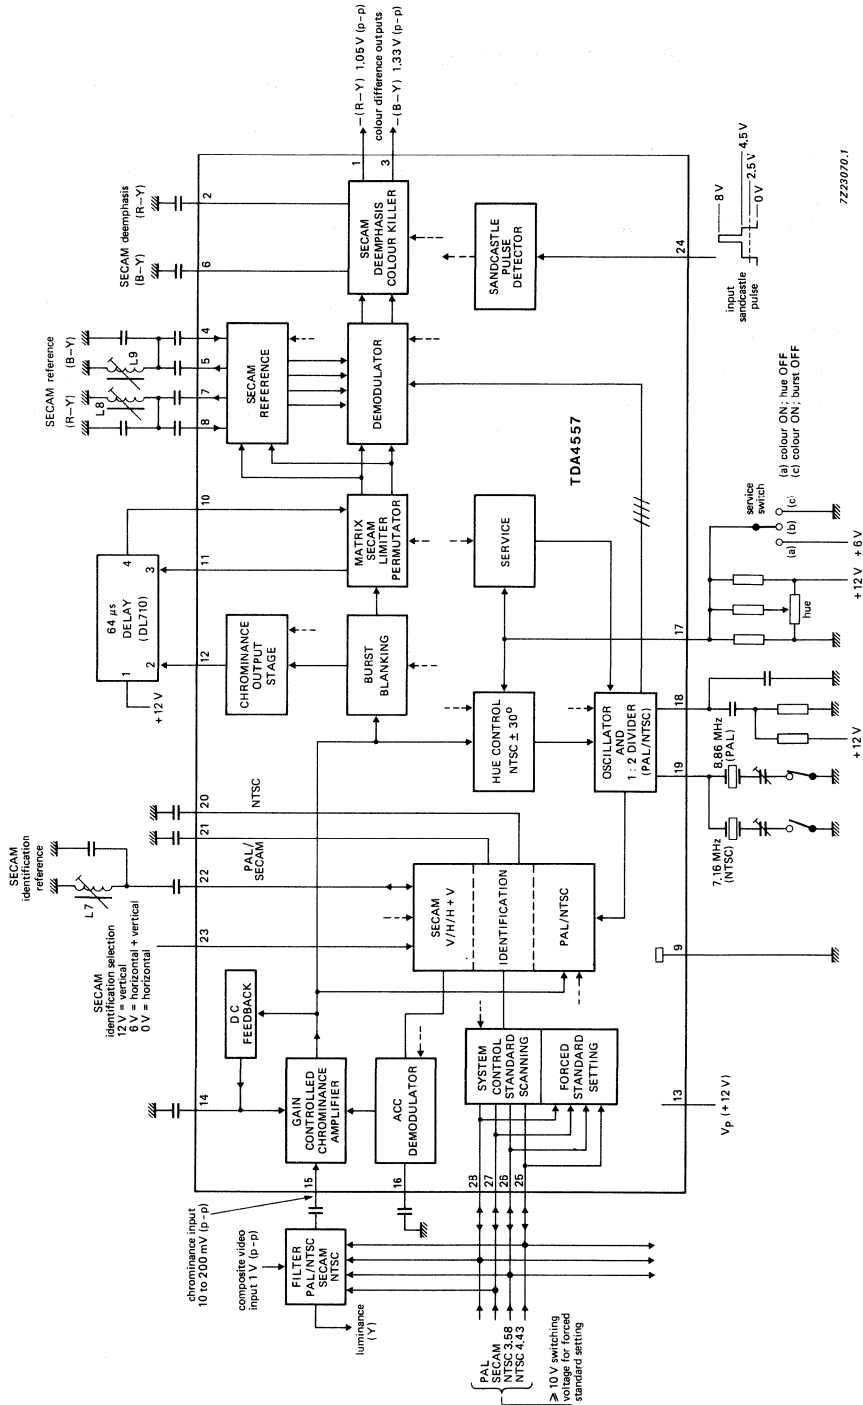 SECAM
identification selection
12 V = vertical
6 V = horizontal + vertical
0 V = horizontal
SECAM
identification
reference
L7
+12 V
64 µs
DELAY
(DL710)
1
2
3
4
SECAM reference
(R–Y)
(B–Y)
L8
L9
SECAM deemphasis
(B–Y)
(R–Y)
–(R–Y) 1,05 V (p-p)
colour difference outputs
–(B–Y) 1,33 V (p-p)
14
23
22
21
20
12
11
10
8
7
5
4
6
2
1
3
PAL/
SECAM
NTSC
chrominance input
10 to 200 mV (p-p)
composite video
input 1 V (p-p)
FILTER
PAL/NTSC
SECAM
NTSC
luminance
(Y)
15
16
GAIN
CONTROLLED
CHROMINANCE
AMPLIFIER
DC
FEEDBACK
ACC
DEMODULATOR
CHROMINANCE
OUTPUT
STAGE
BURST
BLANKING
MATRIX
SECAM
LIMITER
PERMUTATOR
SECAM
REFERENCE
DEMODULATOR
SECAM
DEEMPHASIS
COLOUR KILLER
SECAM
V/H/H + V
IDENTIFICATION
PAL/NTSC
HUE CONTROL
NTSC ± 30°
SERVICE
SANDCASTLE
PULSE
DETECTOR
SYSTEM
CONTROL
STANDARD
SCANNING
FORCED
STANDARD
SETTING
OSCILLATOR
AND
1 : 2 DIVIDER
(PAL/NTSC)
TDA4557
28
27
26
25
PAL
SECAM
NTSC 3.58
NTSC 4.43
⩾ 10 V switching
voltage for forced
standard setting
13
9
19
18
17
24
VP (+12 V)
7,16 MHz
(NTSC)
8,86 MHz
(PAL)
+12 V
hue
+12 V
+6 V
service
switch
(a)
(b)
(c)
(a) colour ON; hue OFF
(c) colour ON; burst OFF
input
sandcastle
pulse
8 V
4.5 V
2.5 V
0 V
7Z23070.1